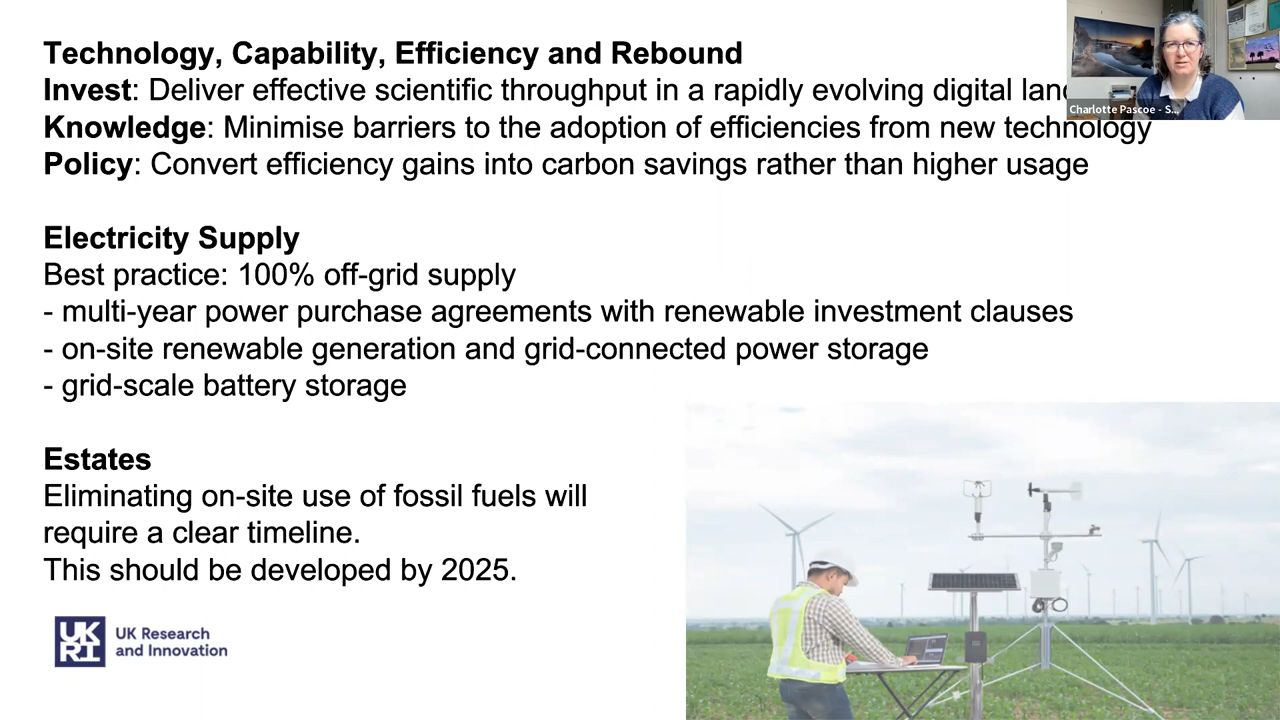 Technology, Capability, Efficiency and Rebound
Invest: Deliver effective scientific throughput in a rapidly evolving digital
Knowledge: Minimise barriers to the adoption of efficiencies from new technology
Policy: Convert efficiency gains into carbon savings rather than higher usage
Electricity Supply
Best practice: 100% off-grid supply
- multi-year power purchase agreements with renewable investment clauses
- on-site renewable generation and grid-connected power storage
- grid-scale battery storage
Estates
Eliminating on-site use of fossil fuels will
require a clear timeline.
This should be developed by 2025.
UK
RI
UK Research
and Innovation
Charlotte Pascoe - S...